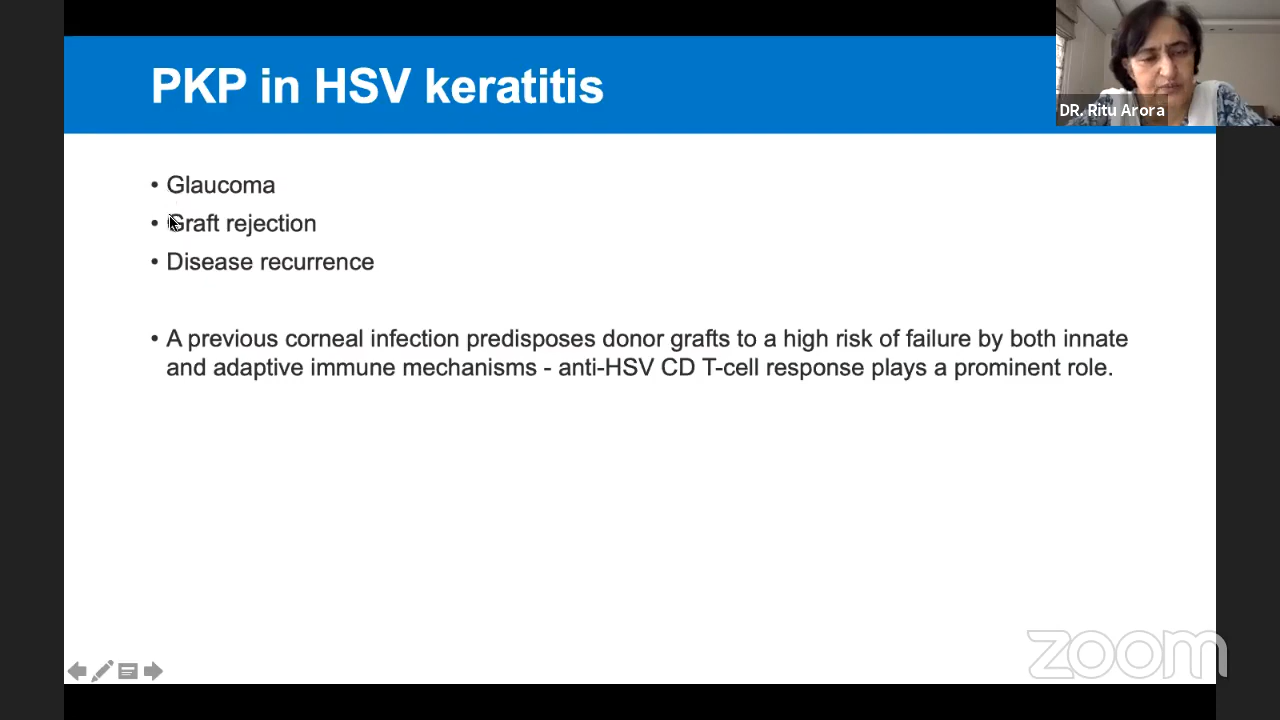 PKP in HSV keratitis
DR. Ritu Arora
• Glaucoma
• Graft rejection
• Disease recurrence
• A previous corneal infection predisposes donor grafts to a high risk of failure by both innate
and adaptive immune mechanisms - anti-HSV CD T-cell response plays a prominent role.
zoom